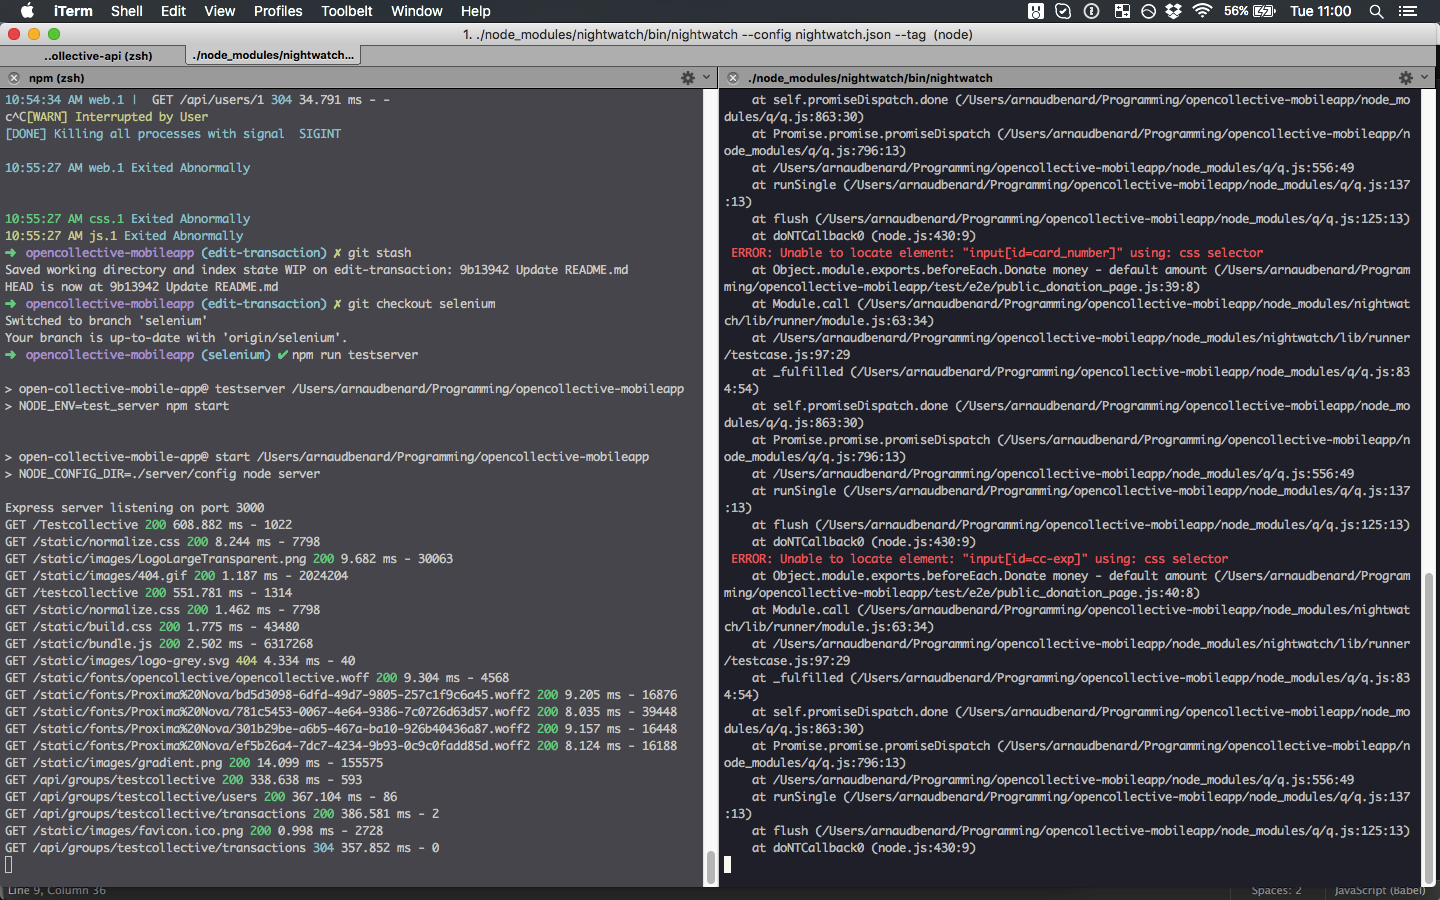 iTerm Shell Edit View Profiles Toolbelt Window Help 56% Tue 11:00
1. ./node_modules/nightwatch/bin/nightwatch --config nightwatch.json --tag (node)
..ollective-api (zsh) ./node_modules/nightwatch...
npm (zsh)
10:54:34 AM web.1 | GET /api/users/1 304 34.791 ms - -
c^C[WARN] Interrupted by User
[DONE] Killing all processes with signal SIGINT
10:55:27 AM web.1 Exited Abnormally
10:55:27 AM css.1 Exited Abnormally
10:55:27 AM js.1 Exited Abnormally
➜ opencollective-mobileapp (edit-transaction) ✗ git stash
Saved working directory and index state WIP on edit-transaction: 9b13942 Update README.md
HEAD is now at 9b13942 Update README.md
➜ opencollective-mobileapp (edit-transaction) ✗ git checkout selenium
Switched to branch 'selenium'
Your branch is up-to-date with 'origin/selenium'.
➜ opencollective-mobileapp (selenium) ✔ npm run testserver
> open-collective-mobile-app@ testserver /Users/arnaudbenard/Programming/opencollective-mobileapp
> NODE_ENV=test_server npm start
> open-collective-mobile-app@ start /Users/arnaudbenard/Programming/opencollective-mobileapp
> NODE_CONFIG_DIR=./server/config node server
Express server listening on port 3000
GET /Testcollective 200 608.882 ms - 1022
GET /static/normalize.css 200 8.244 ms - 7798
GET /static/images/LogoLargeTransparent.png 200 9.682 ms - 30063
GET /static/images/404.gif 200 1.187 ms - 2024204
GET /testcollective 200 551.781 ms - 1314
GET /static/normalize.css 200 1.462 ms - 7798
GET /static/build.css 200 1.775 ms - 43480
GET /static/bundle.js 200 2.502 ms - 6317268
GET /static/images/logo-grey.svg 404 4.334 ms - 40
GET /static/fonts/opencollective/opencollective.woff 200 9.304 ms - 4568
GET /static/fonts/Proxima%20Nova/bd5d3098-6dfd-49d7-9805-257c1f9c6a45.woff2 200 9.205 ms - 16876
GET /static/fonts/Proxima%20Nova/781c5453-0067-4e64-9386-7c0726d63d57.woff2 200 8.035 ms - 39448
GET /static/fonts/Proxima%20Nova/301b29be-a6b5-467a-ba10-926b40436a87.woff2 200 9.157 ms - 16448
GET /static/fonts/Proxima%20Nova/ef5b26a4-7dc7-4234-9b93-0c9c0fadd85d.woff2 200 8.124 ms - 16188
GET /static/images/gradient.png 200 14.099 ms - 155575
GET /api/groups/testcollective 200 338.638 ms - 593
GET /api/groups/testcollective/users 200 367.104 ms - 86
GET /api/groups/testcollective/transactions 200 386.581 ms - 2
GET /static/images/favicon.ico.png 200 0.998 ms - 2728
GET /api/groups/testcollective/transactions 304 357.852 ms - 0
./node_modules/nightwatch/bin/nightwatch
at self.promiseDispatch.done (/Users/arnaudbenard/Programming/opencollective-mobileapp/node_mo
dules/q/q.js:863:30)
at Promise.promise.promiseDispatch (/Users/arnaudbenard/Programming/opencollective-mobileapp/n
ode_modules/q/q.js:796:13)
at /Users/arnaudbenard/Programming/opencollective-mobileapp/node_modules/q/q.js:556:49
at runSingle (/Users/arnaudbenard/Programming/opencollective-mobileapp/node_modules/q/q.js:137
:13)
at flush (/Users/arnaudbenard/Programming/opencollective-mobileapp/node_modules/q/q.js:125:13)
at doNTCallback0 (node.js:430:9)
ERROR: Unable to locate element: "input[id=card_number]" using: css selector
at Object.module.exports.beforeEach.Donate money - default amount (/Users/arnaudbenard/Program
ming/opencollective-mobileapp/test/e2e/public_donation_page.js:39:8)
at Module.call (/Users/arnaudbenard/Programming/opencollective-mobileapp/node_modules/nightwat
ch/lib/runner/module.js:63:34)
at /Users/arnaudbenard/Programming/opencollective-mobileapp/node_modules/nightwatch/lib/runner
/testcase.js:97:29
at _fulfilled (/Users/arnaudbenard/Programming/opencollective-mobileapp/node_modules/q/q.js:83
4:54)
at self.promiseDispatch.done (/Users/arnaudbenard/Programming/opencollective-mobileapp/node_mo
dules/q/q.js:863:30)
at Promise.promise.promiseDispatch (/Users/arnaudbenard/Programming/opencollective-mobileapp/n
ode_modules/q/q.js:796:13)
at /Users/arnaudbenard/Programming/opencollective-mobileapp/node_modules/q/q.js:556:49
at runSingle (/Users/arnaudbenard/Programming/opencollective-mobileapp/node_modules/q/q.js:137
:13)
at flush (/Users/arnaudbenard/Programming/opencollective-mobileapp/node_modules/q/q.js:125:13)
at doNTCallback0 (node.js:430:9)
ERROR: Unable to locate element: "input[id=cc-exp]" using: css selector
at Object.module.exports.beforeEach.Donate money - default amount (/Users/arnaudbenard/Program
ming/opencollective-mobileapp/test/e2e/public_donation_page.js:40:8)
at Module.call (/Users/arnaudbenard/Programming/opencollective-mobileapp/node_modules/nightwat
ch/lib/runner/module.js:63:34)
at /Users/arnaudbenard/Programming/opencollective-mobileapp/node_modules/nightwatch/lib/runner
/testcase.js:97:29
at _fulfilled (/Users/arnaudbenard/Programming/opencollective-mobileapp/node_modules/q/q.js:83
4:54)
at self.promiseDispatch.done (/Users/arnaudbenard/Programming/opencollective-mobileapp/node_mo
dules/q/q.js:863:30)
at Promise.promise.promiseDispatch (/Users/arnaudbenard/Programming/opencollective-mobileapp/n
ode_modules/q/q.js:796:13)
at /Users/arnaudbenard/Programming/opencollective-mobileapp/node_modules/q/q.js:556:49
at runSingle (/Users/arnaudbenard/Programming/opencollective-mobileapp/node_modules/q/q.js:137
:13)
at flush (/Users/arnaudbenard/Programming/opencollective-mobileapp/node_modules/q/q.js:125:13)
at doNTCallback0 (node.js:430:9)
Line 9, Column 36 Spaces: 2 JavaScript (Babel)